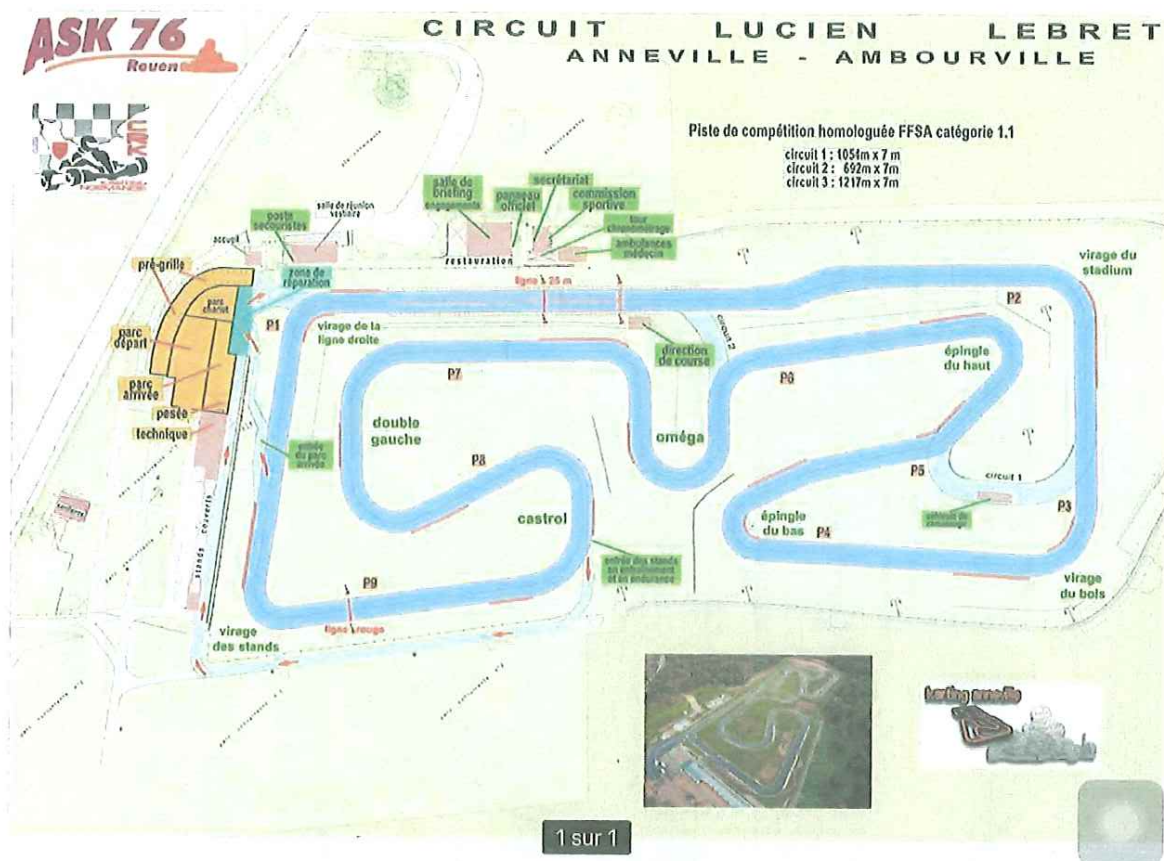 ASK 76
Rouen
CIRCUIT LUCIEN LEBRET
ANNEVILLE - AMBOURVILLE
NORMANDIE
Piste de compétition homologuée FFSA catégorie 1.1
circuit 1 : 1054m x 7 m
circuit 2 : 692m x 7m
circuit 3 : 1217m x 7m
salle de
briefing
engagements
panneau
officiel
secrétariat
commission
sportive
tour
chronométrage
ambulances
médecin
restauration
poste
secouristes
salle de réunion
vestiaire
accueil
zone de
réparation
pré-grille
parc
chariot
parc
départ
parc
arrivée
pesée
technique
P1
virage de la
ligne droite
ligne 25 m
direction
de course
circuit 2
virage du
stadium
P2
épingle
du haut
P6
P7
double
gauche
oméga
entrée
du parc
arrivée
P8
P5
circuit 1
P3
castrol
épingle
du bas
P4
stands couverts
entrée des stands
en entraînement
et en endurance
P9
ligne rouge
virage
des stands
virage
du bois
karting anneville
1 sur 1